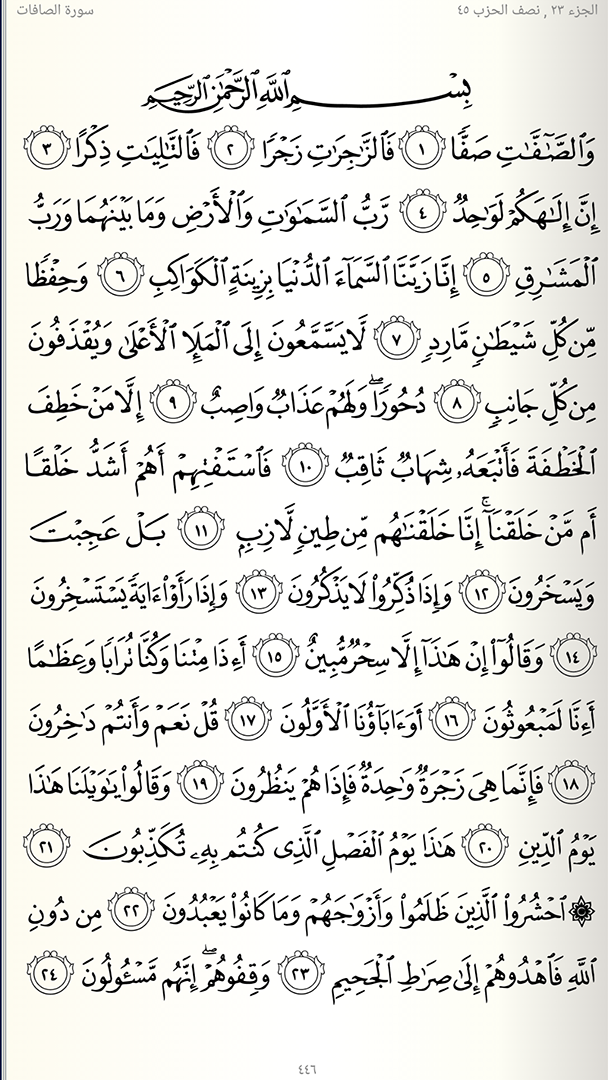 الجزء ٢٣ , نصف الحزب ٤٥
سورة الصافات
بِسْمِ ٱللَّهِ ٱلرَّحْمَٰنِ ٱلرَّحِيمِ
وَٱلصَّٰٓفَّٰتِ صَفًّا ١ فَٱلزَّٰجِرَٰتِ زَجْرًا ٢ فَٱلتَّٰلِيَٰتِ ذِكْرًا ٣
إِنَّ إِلَٰهَكُمْ لَوَٰحِدٌ ٤ رَّبُّ ٱلسَّمَٰوَٰتِ وَٱلْأَرْضِ وَمَا بَيْنَهُمَا وَرَبُّ
ٱلْمَشَٰرِقِ ٥ إِنَّا زَيَّنَّا ٱلسَّمَآءَ ٱلدُّنْيَا بِزِينَةٍ ٱلْكَوَاكِبِ ٦ وَحِفْظًا
مِّن كُلِّ شَيْطَٰنٍ مَّارِدٍ ٧ لَّا يَسَّمَّعُونَ إِلَى ٱلْمَلَإِ ٱلْأَعْلَىٰ وَيُقْذَفُونَ
مِن كُلِّ جَانِبٍ ٨ دُحُورًا ۖ وَلَهُمْ عَذَابٌ وَاصِبٌ ٩ إِلَّا مَنْ خَطِفَ
ٱلْخَطْفَةَ فَأَتْبَعَهُۥ شِهَابٌ ثَاقِبٌ ١٠ فَٱسْتَفْتِهِمْ أَهُمْ أَشَدُّ خَلْقًا
أَم مَّنْ خَلَقْنَآ ۚ إِنَّا خَلَقْنَٰهُم مِّن طِينٍ لَّازِبٍ ١١ بَلْ عَجِبْتَ
وَيَسْخَرُونَ ١٢ وَإِذَا ذُكِّرُوا۟ لَا يَذْكُرُونَ ١٣ وَإِذَا رَأَوْا۟ ءَايَةً يَسْتَسْخِرُونَ
١٤ وَقَالُوٓا۟ إِنْ هَٰذَآ إِلَّا سِحْرٌ مُّبِينٌ ١٥ أَءِذَا مِتْنَا وَكُنَّا تُرَابًا وَعِظَٰمًا
أَءِنَّا لَمَبْعُوثُونَ ١٦ أَوَءَابَآؤُنَا ٱلْأَوَّلُونَ ١٧ قُلْ نَعَمْ وَأَنتُمْ دَٰخِرُونَ
١٨ فَإِنَّمَا هِىَ زَجْرَةٌ وَٰحِدَةٌ فَإِذَا هُمْ يَنظُرُونَ ١٩ وَقَالُوا۟ يَٰوَيْلَنَا هَٰذَا
يَوْمُ ٱلدِّينِ ٢٠ هَٰذَا يَوْمُ ٱلْفَصْلِ ٱلَّذِى كُنتُم بِهِۦ تُكَذِّبُونَ ٢١
۞ ٱحْشُرُوا۟ ٱلَّذِينَ ظَلَمُوا۟ وَأَزْوَٰجَهُمْ وَمَا كَانُوا۟ يَعْبُدُونَ ٢٢ مِن دُونِ
ٱللَّهِ فَٱهْدُوهُمْ إِلَىٰ صِرَٰطِ ٱلْجَحِيمِ ٢٣ وَقِفُوهُمْ ۖ إِنَّهُم مَّسْـُٔولُونَ ٢٤
٤٤٦